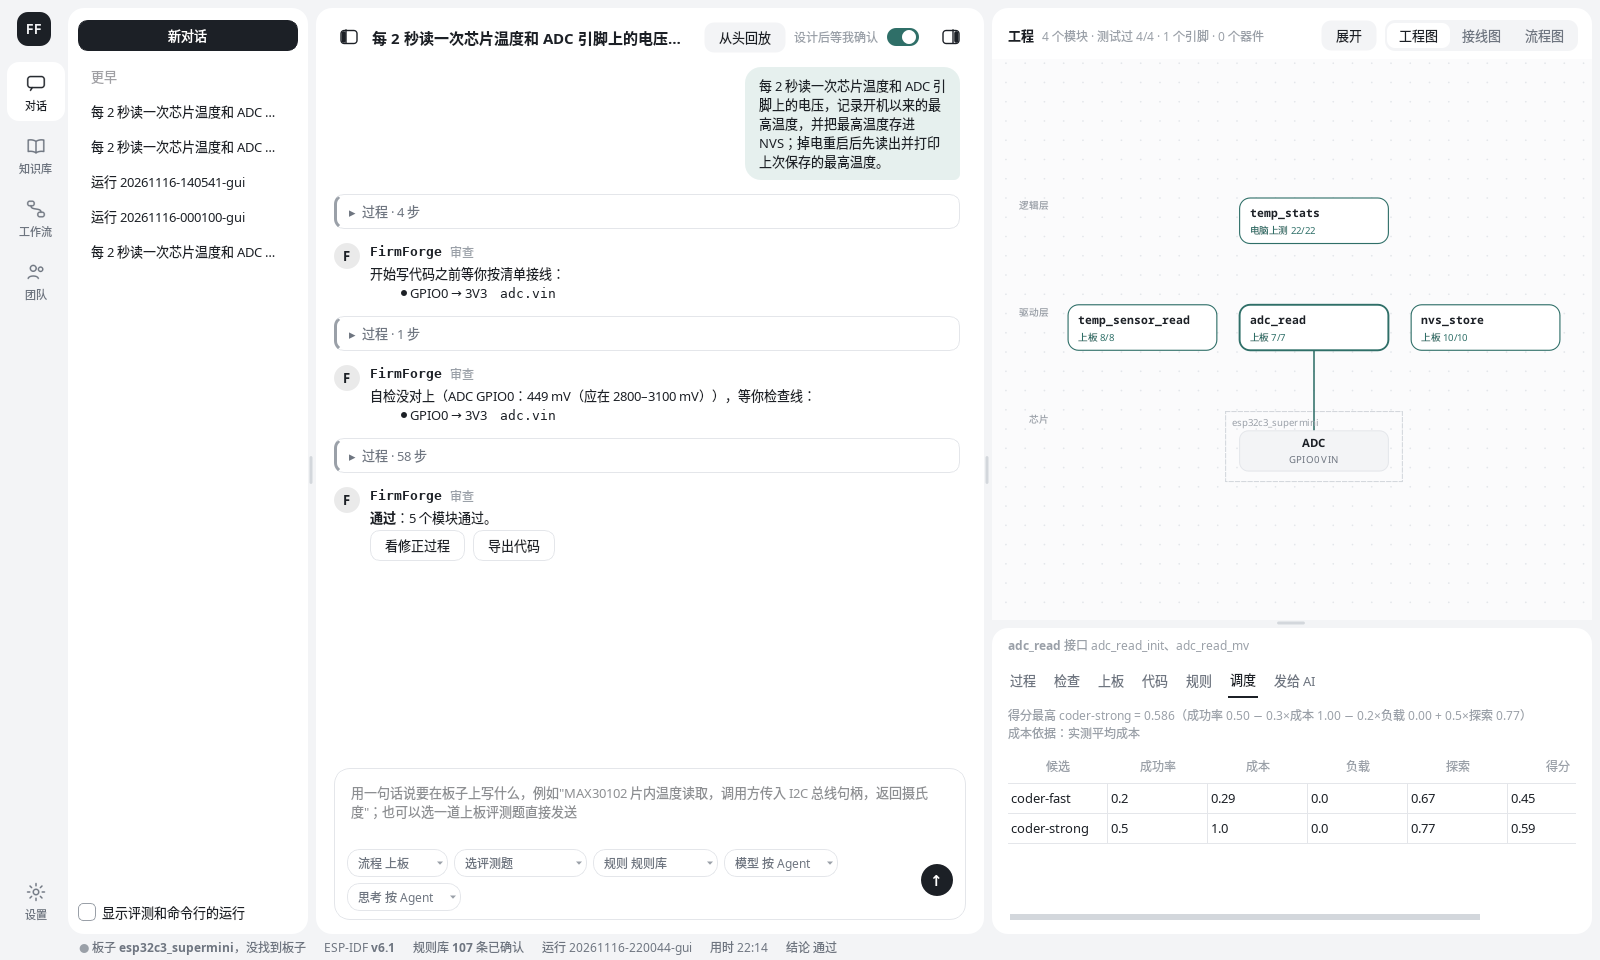 FF
对话
知识库
工作流
团队
设置
新对话
更早
每 2 秒读一次芯片温度和 ADC ...
每 2 秒读一次芯片温度和 ADC ...
运行 20261116-140541-gui
运行 20261116-000100-gui
每 2 秒读一次芯片温度和 ADC ...
显示评测和命令行的运行
每 2 秒读一次芯片温度和 ADC 引脚上的电压...
从头回放
设计后等我确认
每 2 秒读一次芯片温度和 ADC 引
脚上的电压，记录开机以来的最
高温度，并把最高温度存进
NVS；掉电重启后先读出并打印
上次保存的最高温度。
▸ 过程 · 4 步
F
FirmForge 审查
开始写代码之前等你按清单接线：
• GPIO0 → 3V3 adc.vin
▸ 过程 · 1 步
F
FirmForge 审查
自检没对上（ADC GPIO0：449 mV（应在 2800–3100 mV）），等你检查线：
• GPIO0 → 3V3 adc.vin
▸ 过程 · 58 步
F
FirmForge 审查
通过：5 个模块通过。
看修正过程
导出代码
用一句话说要在板子上写什么，例如"MAX30102 片内温度读取，调用方传入 I2C 总线句柄，返回摄氏
度"；也可以选一道上板评测题直接发送
流程 上板
选评测题
规则 规则库
模型 按 Agent
思考 按 Agent
↑
工程 4 个模块 · 测试过 4/4 · 1 个引脚 · 0 个器件
展开
工程图
接线图
流程图
逻辑层
temp_stats
电脑上测 22/22
驱动层
temp_sensor_read
上板 8/8
adc_read
上板 7/7
nvs_store
上板 10/10
芯片
esp32c3_supermini
ADC
GPIO0 VIN
adc_read 接口 adc_read_init、adc_read_mv
过程 检查 上板 代码 规则 调度 发给 AI
得分最高 coder-strong = 0.586（成功率 0.50 − 0.3×成本 1.00 − 0.2×负载 0.00 + 0.5×探索 0.77）
成本依据：实测平均成本
候选 成功率 成本 负载 探索 得分
coder-fast 0.2 0.29 0.0 0.67 0.45
coder-strong 0.5 1.0 0.0 0.77 0.59
板子 esp32c3_supermini，没找到板子 ESP-IDF v6.1 规则库 107 条已确认 运行 20261116-220044-gui 用时 22:14 结论 通过